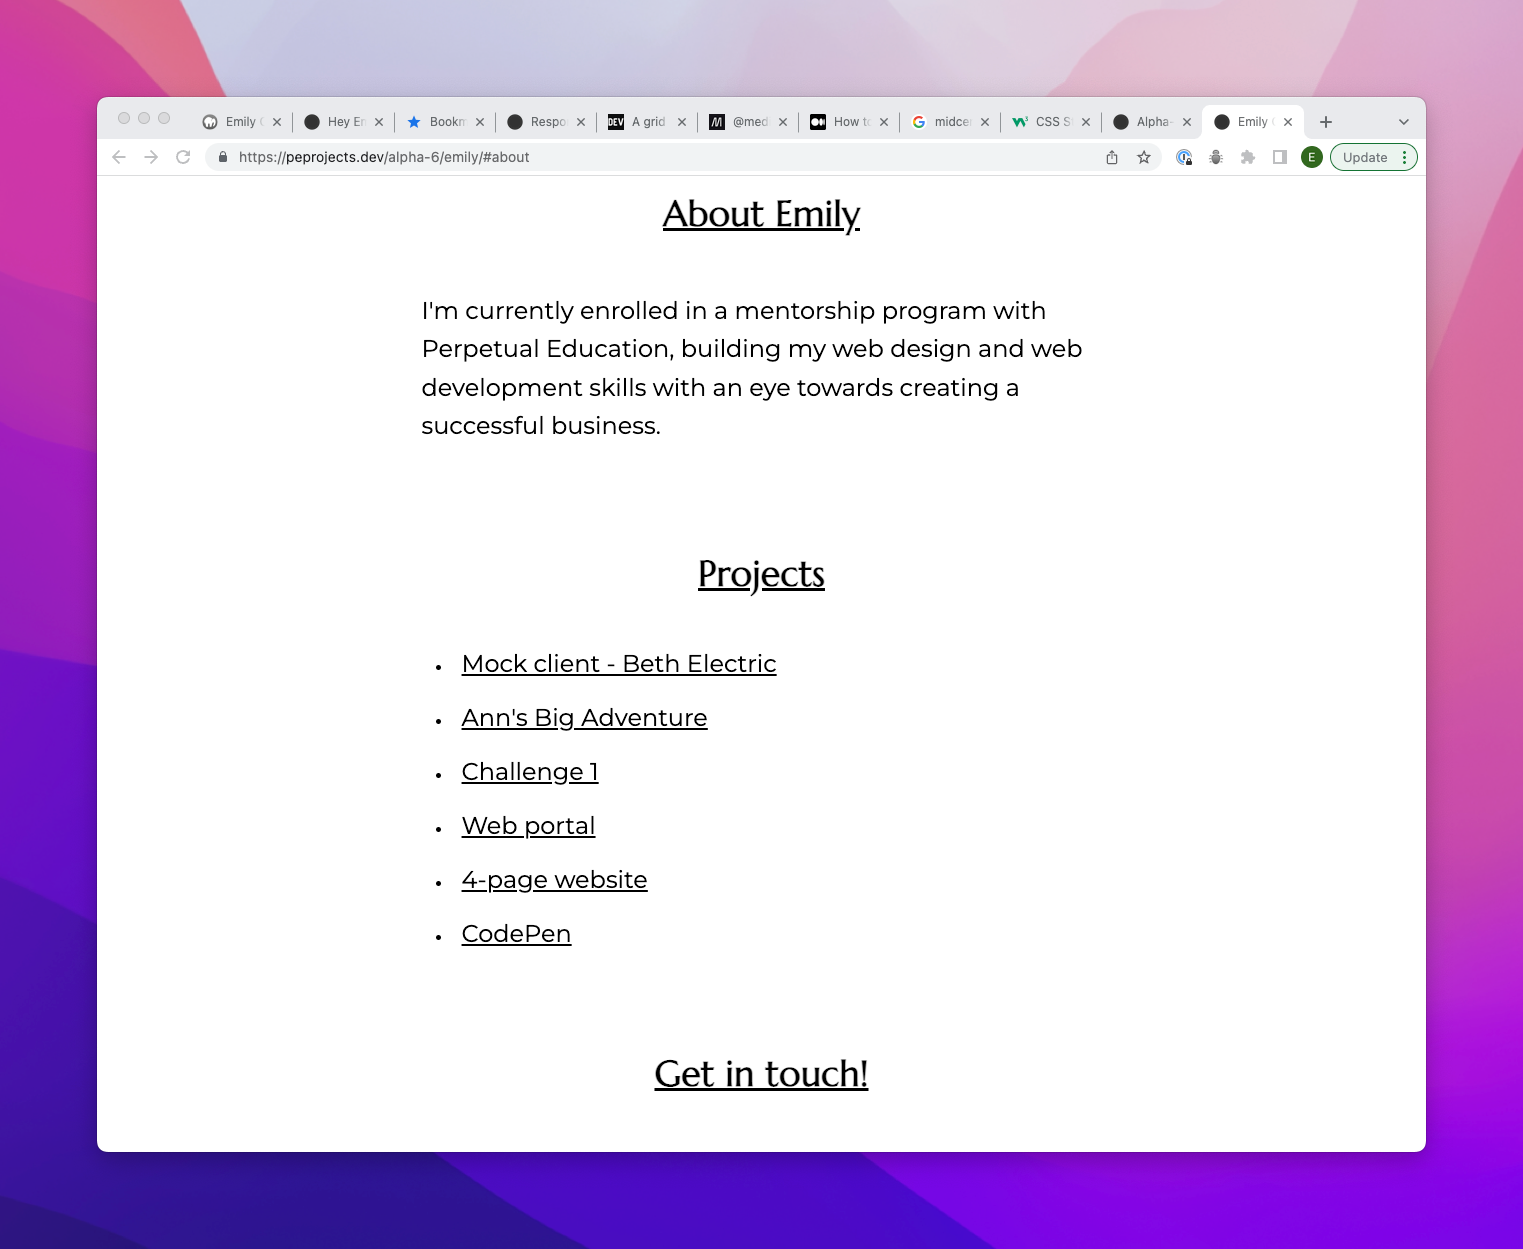 Emily
Hey
Bookm
Respo
DEV
A grid
@med
How to
midce
CSS S
Alpha-
Emily
https://peprojects.dev/alpha-6/emily/#about
E
Update
About Emily
I'm currently enrolled in a mentorship program with
Perpetual Education, building my web design and web
development skills with an eye towards creating a
successful business.
Projects
Mock client - Beth Electric
Ann's Big Adventure
Challenge 1
Web portal
4-page website
CodePen
Get in touch!